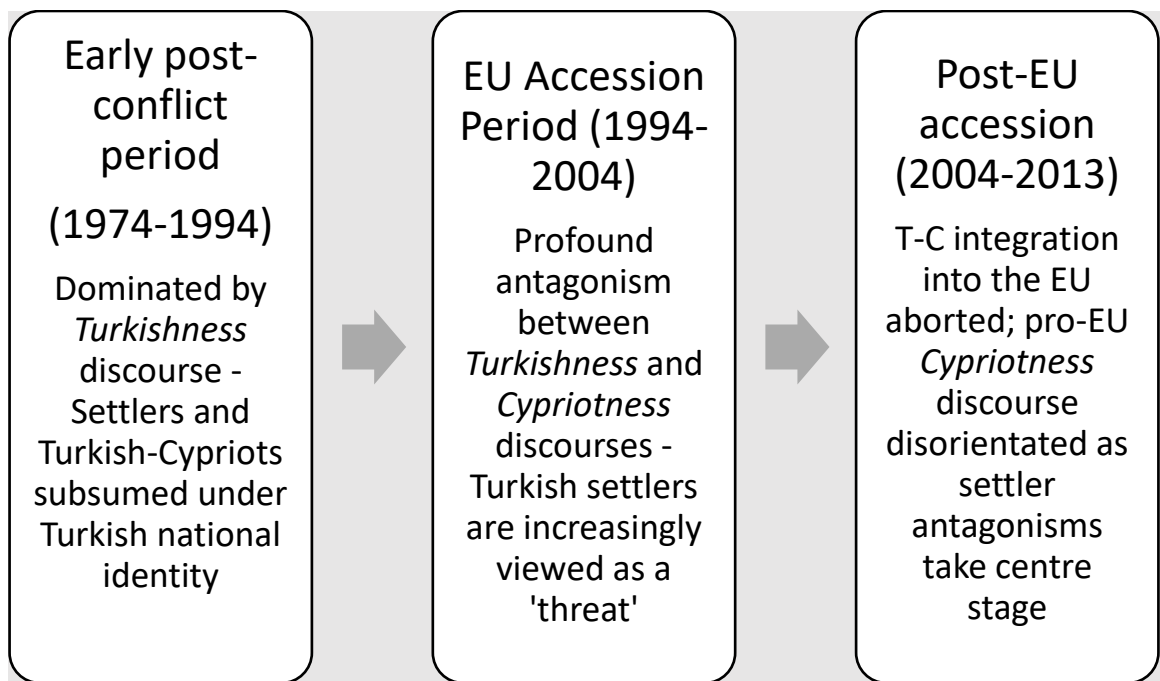 Early post-
conflict
period
(1974-1994)
Dominated by
Turkishness
discourse -
Settlers and
Turkish-Cypriots
subsumed under
Turkish national
identity
EU Accession
Period (1994-
2004)
Profound
antagonism
between
Turkishness and
Cypriotness
discourses -
Turkish settlers
are increasingly
viewed as a
'threat'
Post-EU
accession
(2004-2013)
T-C integration
into the EU
aborted; pro-EU
Cypriotness
discourse
disorientated as
settler
antagonisms
take centre
stage